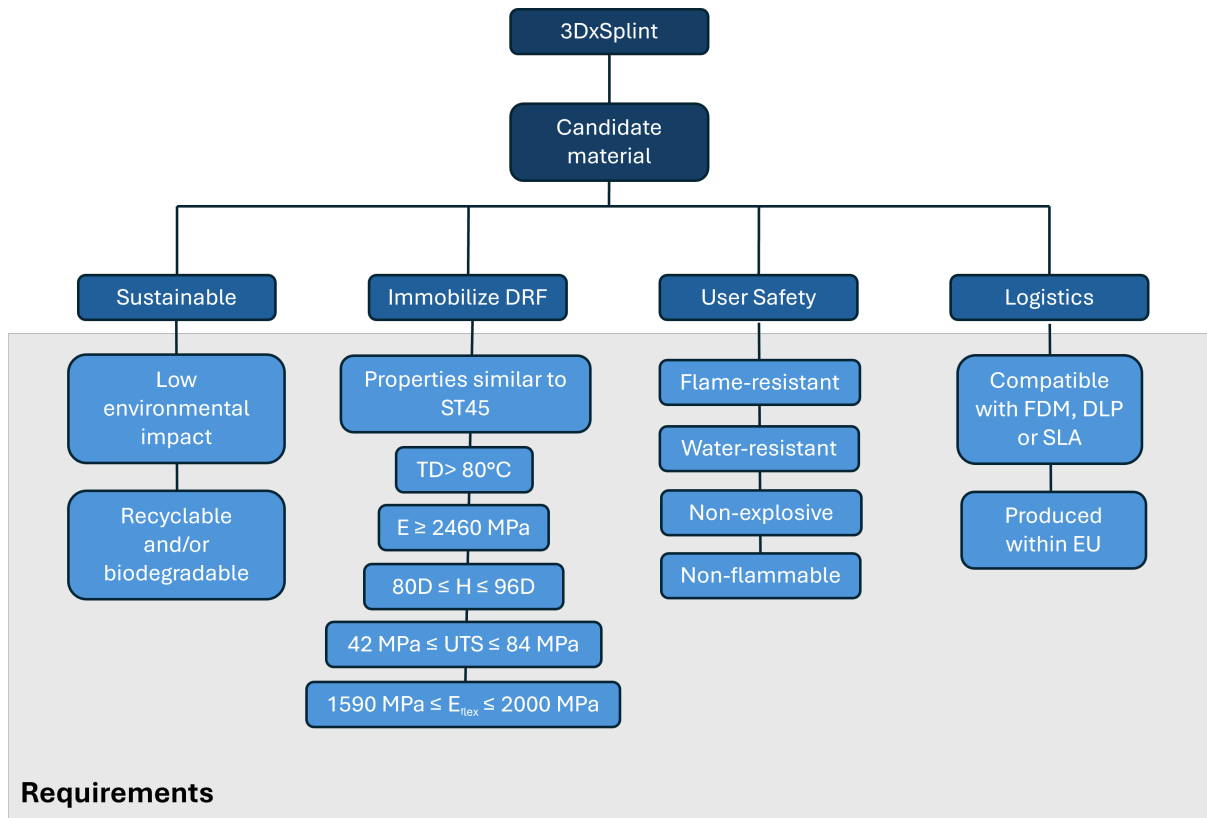 3DxSplint
Candidate
material
Sustainable
Immobilize DRF
User Safety
Logistics
Low
environmental
impact
Recyclable
and/or
biodegradable
Properties similar to
ST45
TD> 80°C
E ≥ 2460 MPa
80D ≤ H ≤ 96D
42 MPa ≤ UTS ≤ 84 MPa
1590 MPa ≤ Eflex ≤ 2000 MPa
Flame-resistant
Water-resistant
Non-explosive
Non-flammable
Compatible
with FDM, DLP
or SLA
Produced
within EU
Requirements